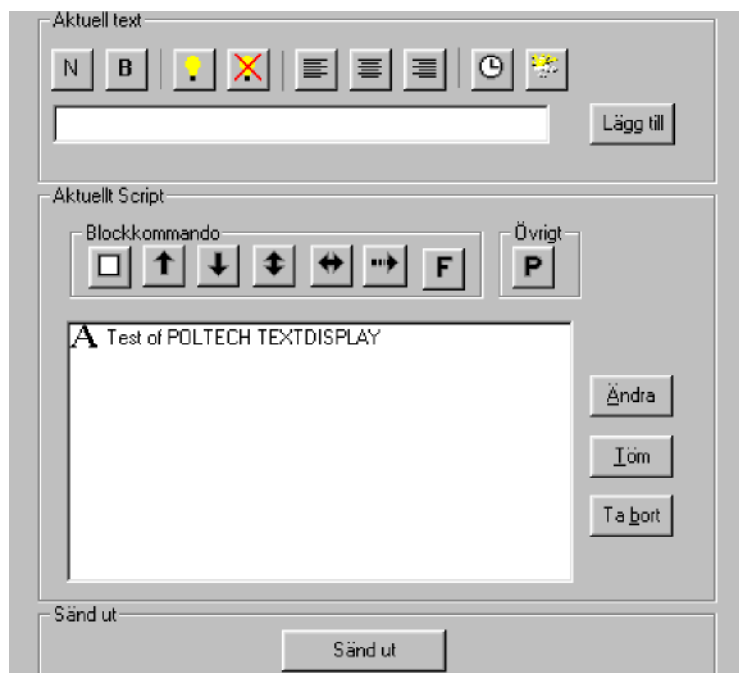 Aktuell text
N B
Lägg till
Aktuellt Script
Blockkommando Övrigt
F P
A Test of POLTECH TEXTDISPLAY
Ändra
Töm
Ta bort
Sänd ut
Sänd ut